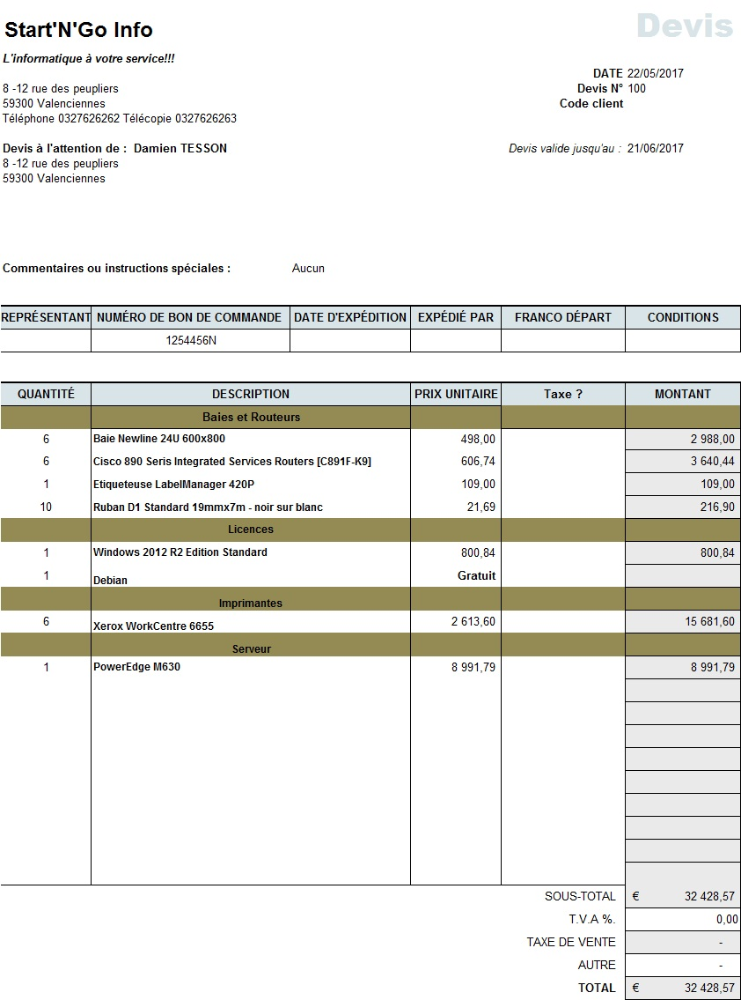 Start'N'Go Info
Devis
L'informatique à votre service!!!
DATE 22/05/2017
8 -12 rue des peupliers
Devis N° 100
59300 Valenciennes
Code client
Téléphone 0327626262 Télécopie 0327626263
Devis à l'attention de : Damien TESSON
Devis valide jusqu'au : 21/06/2017
8 -12 rue des peupliers
59300 Valenciennes
Commentaires ou instructions spéciales : Aucun
REPRÉSENTANT NUMÉRO DE BON DE COMMANDE DATE D'EXPÉDITION EXPÉDIÉ PAR FRANCO DÉPART CONDITIONS
1254456N
QUANTITÉ DESCRIPTION PRIX UNITAIRE Taxe ? MONTANT
Baies et Routeurs
6 Baie Newline 24U 600x800 498,00 2 988,00
6 Cisco 890 Seris Integrated Services Routers [C891F-K9] 606,74 3 640,44
1 Etiqueteuse LabelManager 420P 109,00 109,00
10 Ruban D1 Standard 19mmx7m - noir sur blanc 21,69 216,90
Licences
1 Windows 2012 R2 Edition Standard 800,84 800,84
1 Debian Gratuit
Imprimantes
6 Xerox WorkCentre 6655 2 613,60 15 681,60
Serveur
1 PowerEdge M630 8 991,79 8 991,79
SOUS-TOTAL € 32 428,57
T.V.A %. 0,00
TAXE DE VENTE -
AUTRE -
TOTAL € 32 428,57